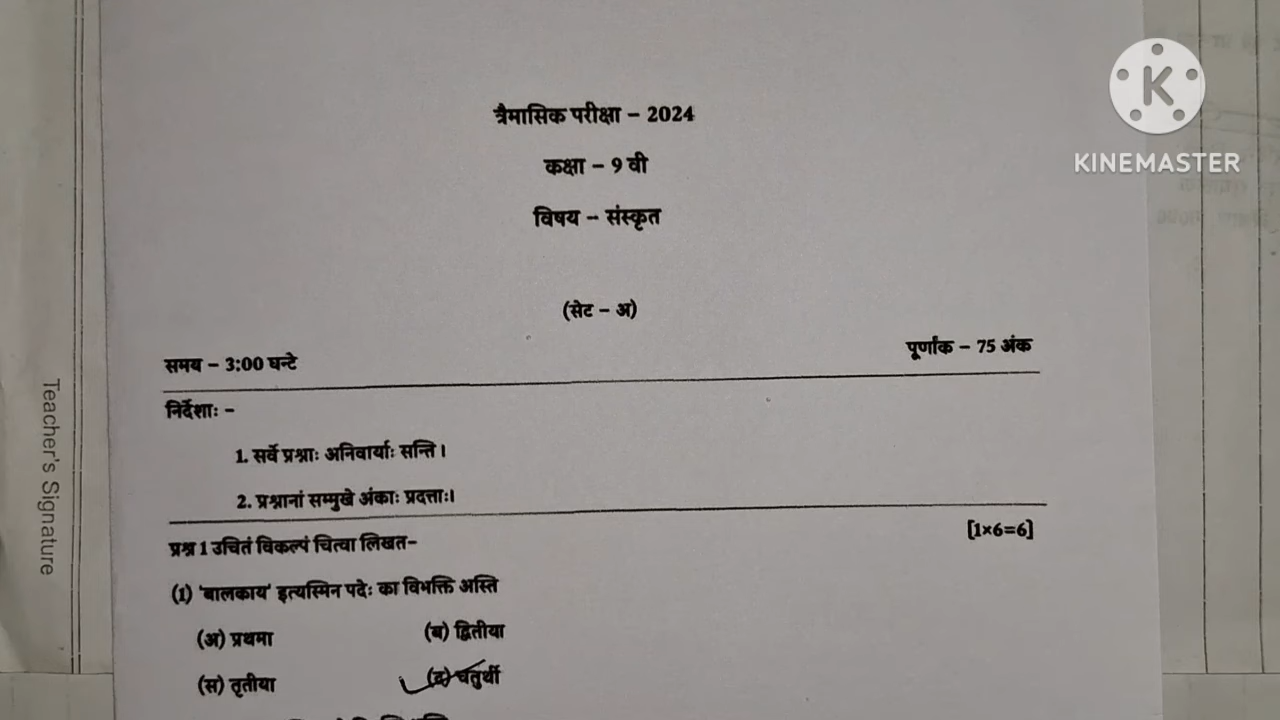 त्रैमासिक परीक्षा – 2024
कक्षा – 9 वी
विषय – संस्कृत
(सेट – अ)
समय – 3:00 घन्टे
पूर्णांक – 75 अंक
निर्देशाः –
1. सर्वे प्रश्नाः अनिवार्याः सन्ति।
2. प्रश्नानां सम्मुखे अंकाः प्रदत्ताः।
प्रश्न 1 उचितं विकल्पं चित्वा लिखत– [1×6=6]
(1) 'बालकाय' इत्यस्मिन पदेः का विभक्ति अस्ति
(अ) प्रथमा (ब) द्वितीया
(स) तृतीया (द) चतुर्थी
Teacher's Signature
K
KINEMASTER